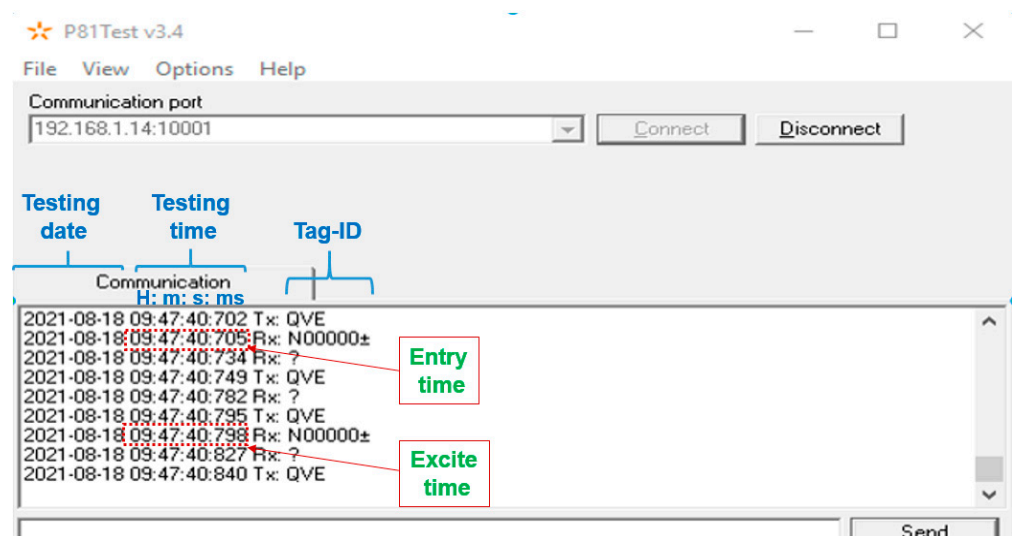 P81Test v3.4
File View Options Help
Communication port
192.168.1.14:10001
Connect
Disconnect
Testing date
Testing time
Tag-ID
Communication
H: m: s: ms
2021-08-18 09:47:40:702 Tx: QVE
2021-08-18 09:47:40:705 Rx: N00000±
2021-08-18 09:47:40:734 Rx: ?
2021-08-18 09:47:40:749 Tx: QVE
2021-08-18 09:47:40:782 Rx: ?
2021-08-18 09:47:40:795 Tx: QVE
2021-08-18 09:47:40:798 Rx: N00000±
2021-08-18 09:47:40:827 Rx: ?
2021-08-18 09:47:40:840 Tx: QVE
Entry time
Excite time
Send